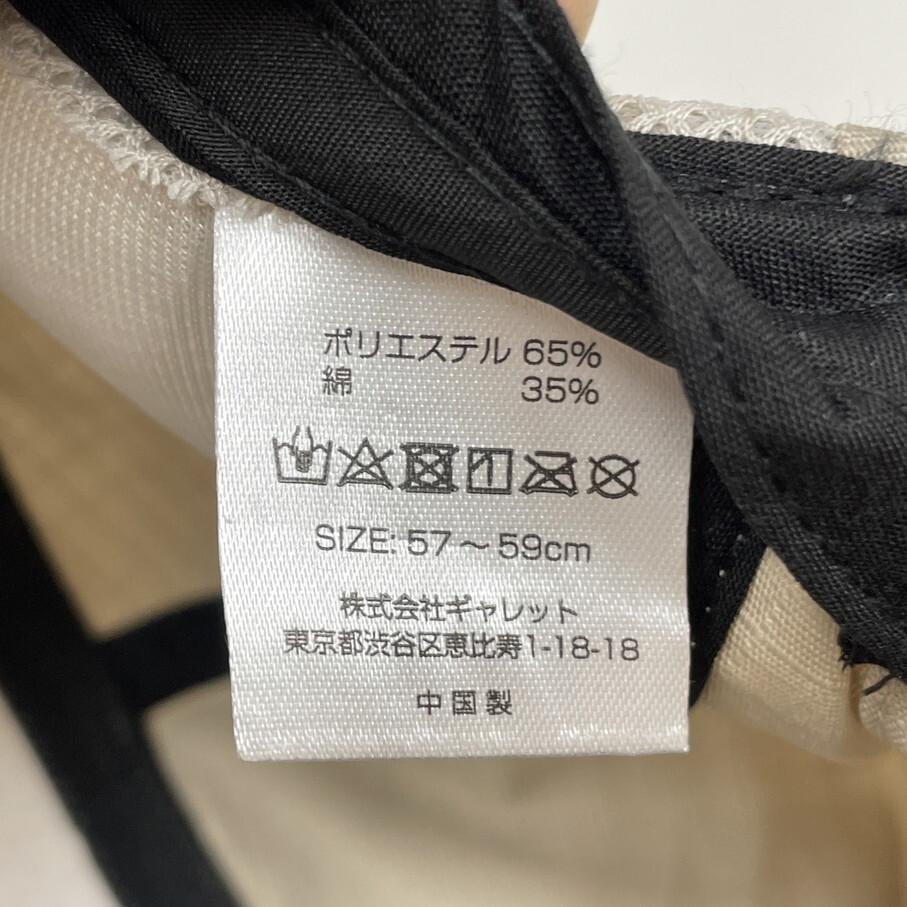 ポリエステル 65%
綿 35%
SIZE: 57～59cm
株式会社ギャレット
東京都渋谷区恵比寿1-18-18
中国製